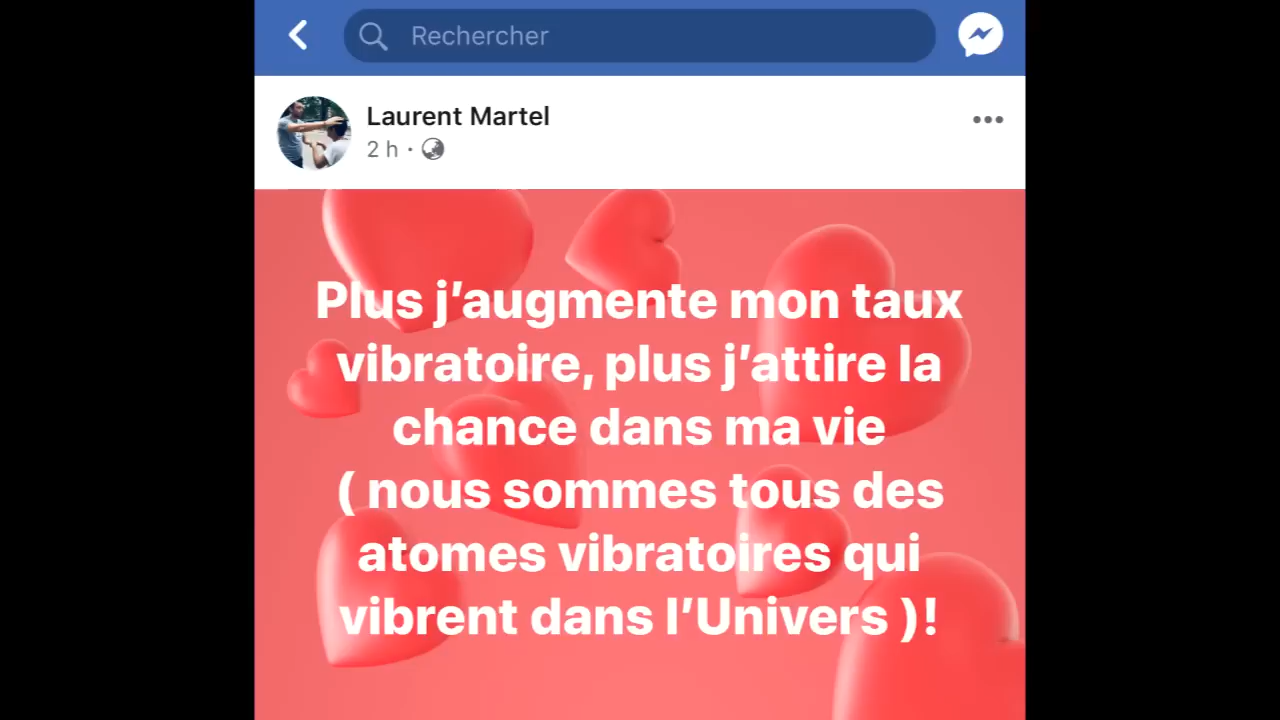 Rechercher
Laurent Martel
2 h ·
Plus j’augmente mon taux
vibratoire, plus j’attire la
chance dans ma vie
( nous sommes tous des
atomes vibratoires qui
vibrent dans l’Univers )!